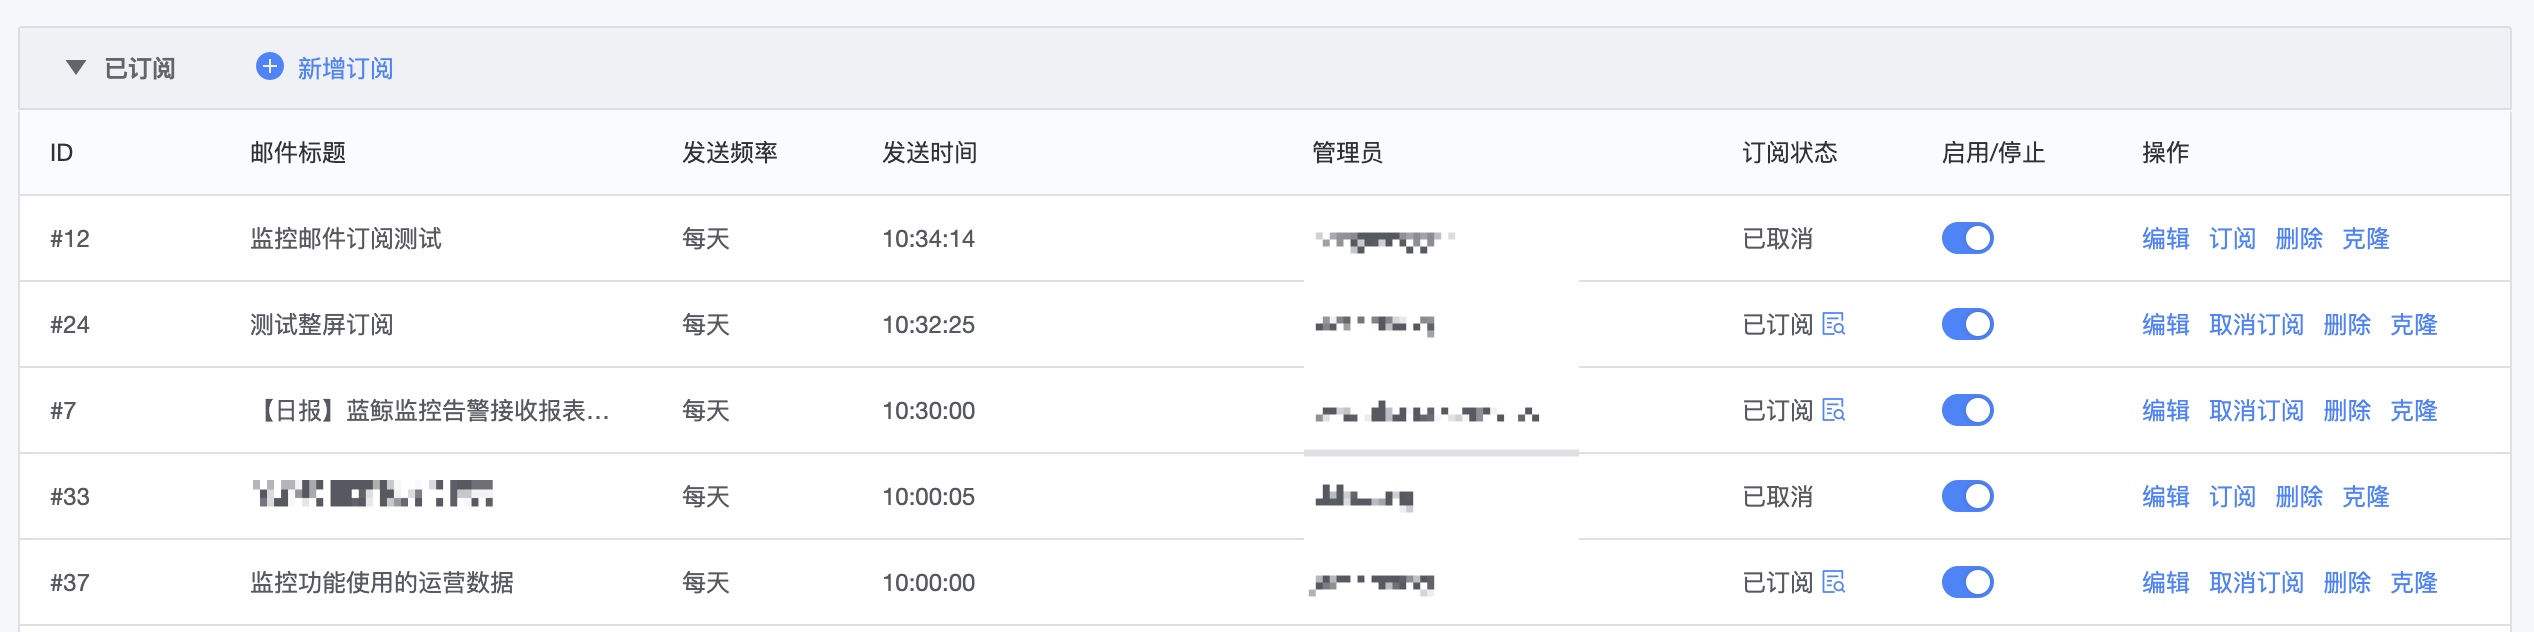 已订阅 新增订阅
ID 邮件标题 发送频率 发送时间 管理员 订阅状态 启用/停止 操作
#12 监控邮件订阅测试 每天 10:34:14 已取消 编辑 订阅 删除 克隆
#24 测试整屏订阅 每天 10:32:25 已订阅 编辑 取消订阅 删除 克隆
#7 【日报】蓝鲸监控告警接收报表... 每天 10:30:00 已订阅 编辑 取消订阅 删除 克隆
#33 每天 10:00:05 已取消 编辑 订阅 删除 克隆
#37 监控功能使用的运营数据 每天 10:00:00 已订阅 编辑 取消订阅 删除 克隆